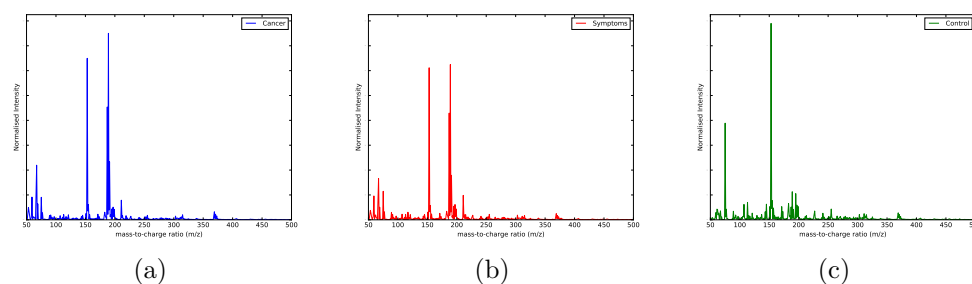 Cancer
Normalised Intensity
50 100 150 200 250 300 350 400 450 500
mass-to-charge ratio (m/z)
(a)
Symptoms
Normalised Intensity
50 100 150 200 250 300 350 400 450 500
mass-to-charge ratio (m/z)
(b)
Control
Normalised Intensity
50 100 150 200 250 300 350 400 450 500
mass-to-charge ratio (m/z)
(c)